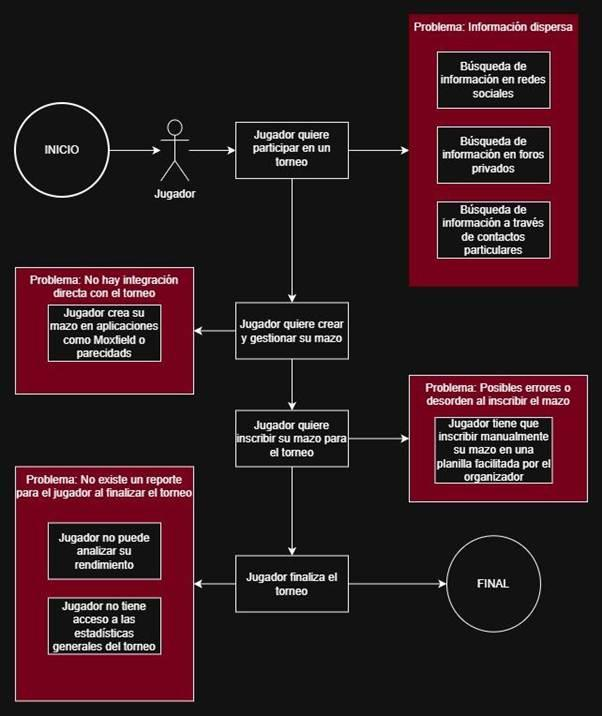 Problema: Información dispersa
Búsqueda de
información en redes
sociales
INICIO
Jugador
Jugador quiere
participar en un
torneo
Búsqueda de
información en foros
privados
Búsqueda de
información a través
de contactos
particulares
Problema: No hay integración
directa con el torneo
Jugador crea su
mazo en aplicaciones
como Moxfield o
parecidads
Jugador quiere crear
y gestionar su mazo
Problema: Posibles errores o
desorden al inscribir el mazo
Jugador tiene que
inscribir manualmente
su mazo en una
planilla facilitada por el
organizador
Jugador quiere
inscribir su mazo para
el torneo
Problema: No existe un reporte
para el jugador al finalizar el torneo
Jugador no puede
analizar su
rendimiento
Jugador no tiene
acceso a las
estadísticas
generales del torneo
Jugador finaliza el
torneo
FINAL